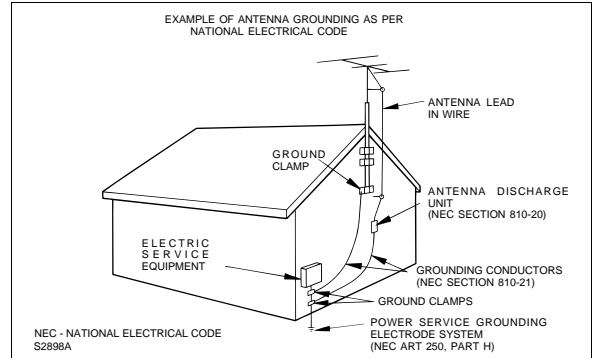 EXAMPLE OF ANTENNA GROUNDING AS PER
NATIONAL ELECTRICAL CODE
ANTENNA LEAD
IN WIRE
GROUND
CLAMP
ANTENNA DISCHARGE
UNIT
(NEC SECTION 810-20)
ELECTRIC
SERVICE
EQUIPMENT
GROUNDING CONDUCTORS
(NEC SECTION 810-21)
GROUND CLAMPS
POWER SERVICE GROUNDING
ELECTRODE SYSTEM
(NEC ART 250, PART H)
NEC - NATIONAL ELECTRICAL CODE
S2898A